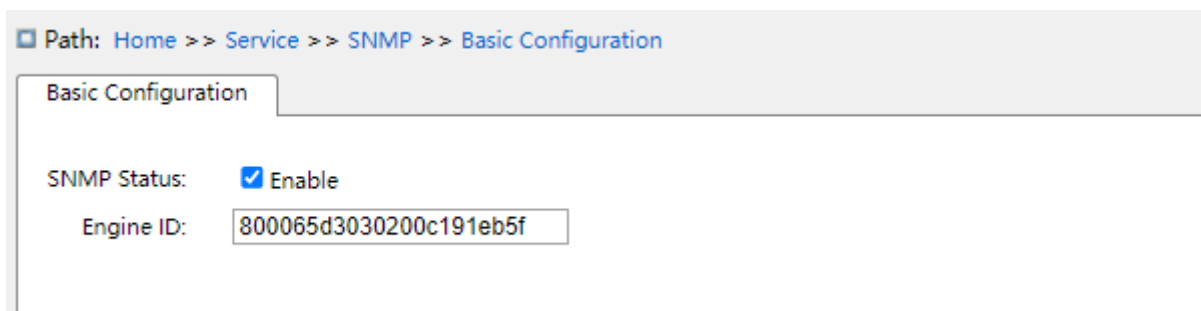 Path: Home >> Service >> SNMP >> Basic Configuration
Basic Configuration
SNMP Status: Enable
Engine ID: 800065d3030200c191eb5f